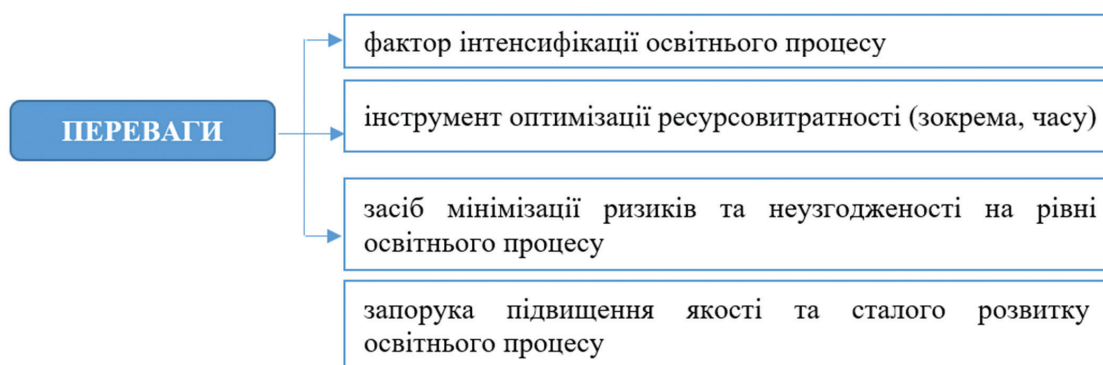 ПЕРЕВАГИ
фактор інтенсифікації освітнього процесу
інструмент оптимізації ресурсовитратності (зокрема, часу)
засіб мінімізації ризиків та неузгодженості на рівні
освітнього процесу
запорука підвищення якості та сталого розвитку
освітнього процесу